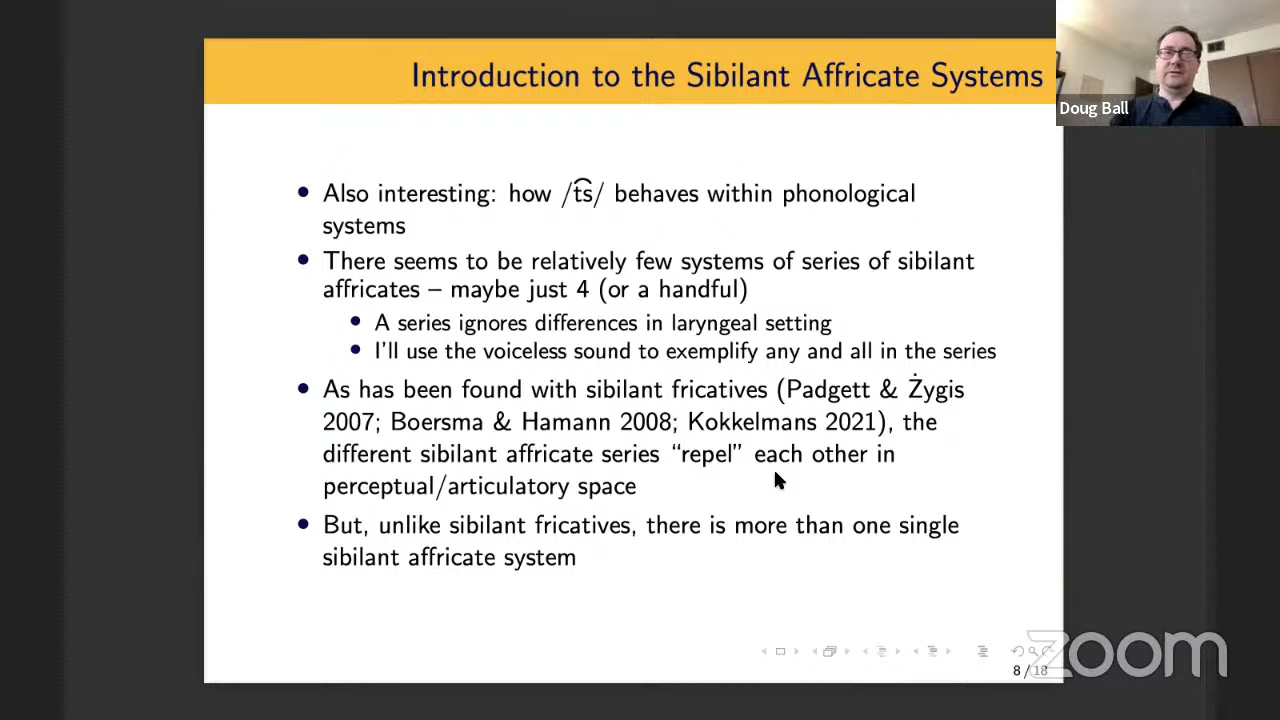 Introduction to the Sibilant Affricate Systems
Doug Ball
Also interesting: how /t͡s/ behaves within phonological
systems
There seems to be relatively few systems of series of sibilant
affricates – maybe just 4 (or a handful)
A series ignores differences in laryngeal setting
I'll use the voiceless sound to exemplify any and all in the series
As has been found with sibilant fricatives (Padgett & Żygis
2007; Boersma & Hamann 2008; Kokkelmans 2021), the
different sibilant affricate series “repel” each other in
perceptual/articulatory space
But, unlike sibilant fricatives, there is more than one single
sibilant affricate system
8 / 18
zoom